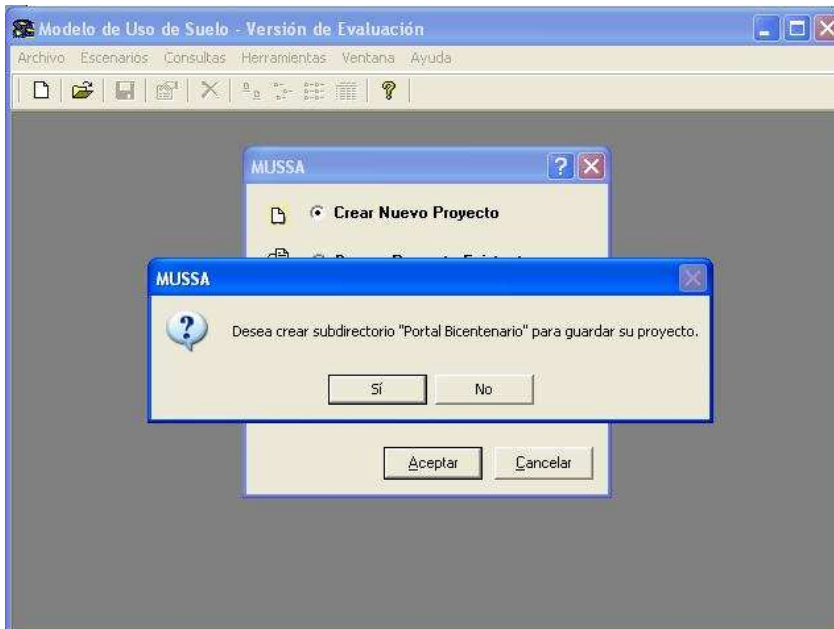 Modelo de Uso de Suelo - Versión de Evaluación
Archivo Escenarios Consultas Herramientas Ventana Ayuda
MUSSA
Crear Nuevo Proyecto
MUSSA
Desea crear subdirectorio "Portal Bicentenario" para guardar su proyecto.
Sí No
Aceptar Cancelar